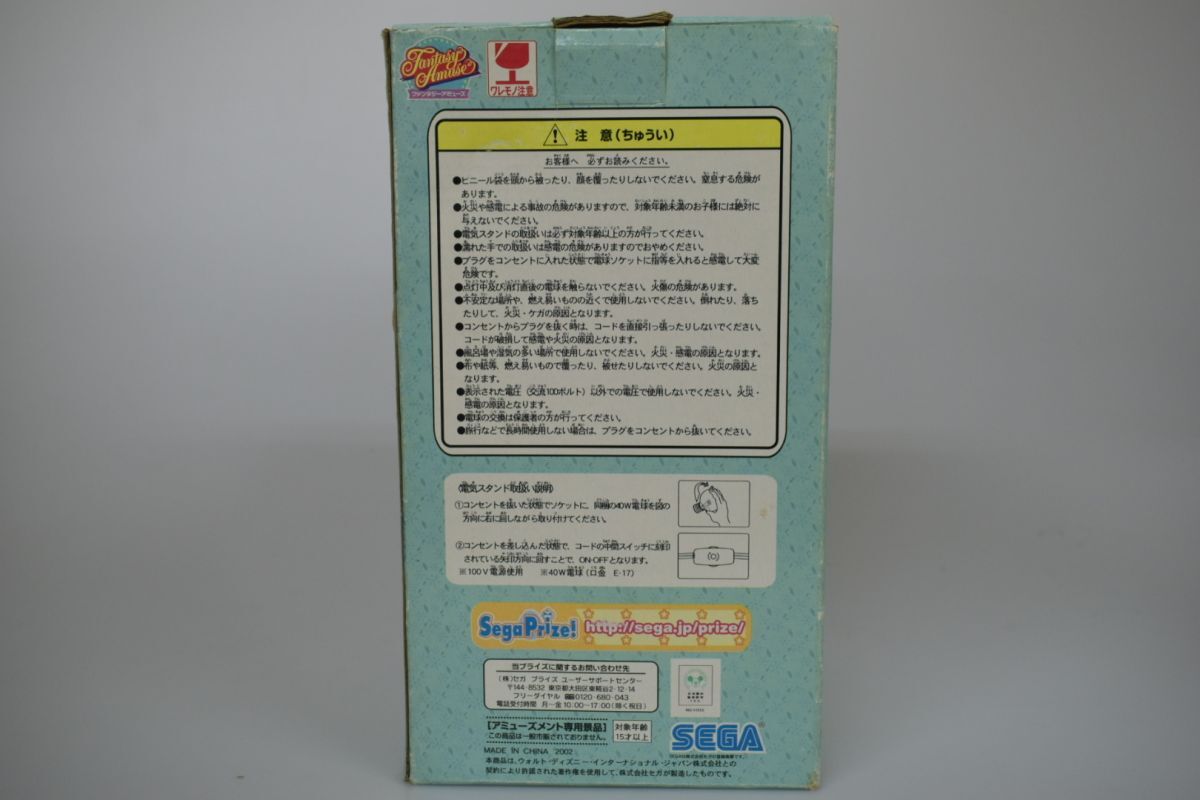 Fantasy
Amuse
ファンタジーアミューズ
ワレモノ注意
注 意(ちゅうい)
お客様へ 必ずお読みください。
●ビニール袋を頭から被ったり、顔を覆ったりしないでください。窒息する危険が
あります。
●火災や感電による事故の危険がありますので、対象年齢未満のお子様には絶対に
与えないでください。
●電気スタンドの取扱いは必ず対象年齢以上の方が行ってください。
●濡れた手での取扱いは感電の危険がありますのでおやめください。
●プラグをコンセントに入れた状態で電球ソケットに指等を入れると感電して大変
危険です。
●点灯中及び消灯直後の電球を触らないでください。火傷の危険があります。
●不安定な場所や、燃え易いものの近くで使用しないでください。倒れたり、落ち
たりして、火災・ケガの原因となります。
●コンセントからプラグを抜く時は、コードを直接引っ張ったりしないでください。
コードが破損して感電や火災の原因となります。
●風呂場や湿気の多い場所で使用しないでください。火災・感電の原因となります。
●布や紙等、燃え易いもので覆ったり、被せたりしないでください。火災の原因と
なります。
●表示された電圧(交流100ボルト)以外での電圧で使用しないでください。火災・
感電の原因となります。
●電球の交換は保護者の方が行ってください。
●旅行などで長時間使用しない場合は、プラグをコンセントから抜いてください。
〈電気スタンド取扱い説明〉
①コンセントを抜いた状態でソケットに、同梱の40W電球を図の
方向に右に回しながら取り付けてください。
②コンセントを差し込んだ状態で、コードの中間スイッチに刻印
されている矢印方向に回すことで、ON-OFFとなります。
※100V電源使用 ※40W電球(口金 E-17)
Sega Prize! http://sega.jp/prize/
当プライズに関するお問い合わせ先
(株)セガ プライズ ユーザーサポートセンター
〒144-8532 東京都大田区東糀谷2-12-14
フリーダイヤル 0120-680-043
電話受付時間 月〜金 10:00〜17:00(除く祝日)
【アミューズメント専用景品】
この商品は一般市販されておりません。
対象年齢
15才以上
SEGA
SEGAは株式会社セガの登録商標です。
MADE IN CHINA 2002
本商品は、ウォルト・ディズニー・インターナショナル・ジャパン株式会社との
契約により許諾された著作権を使用して、株式会社セガが製造したものです。